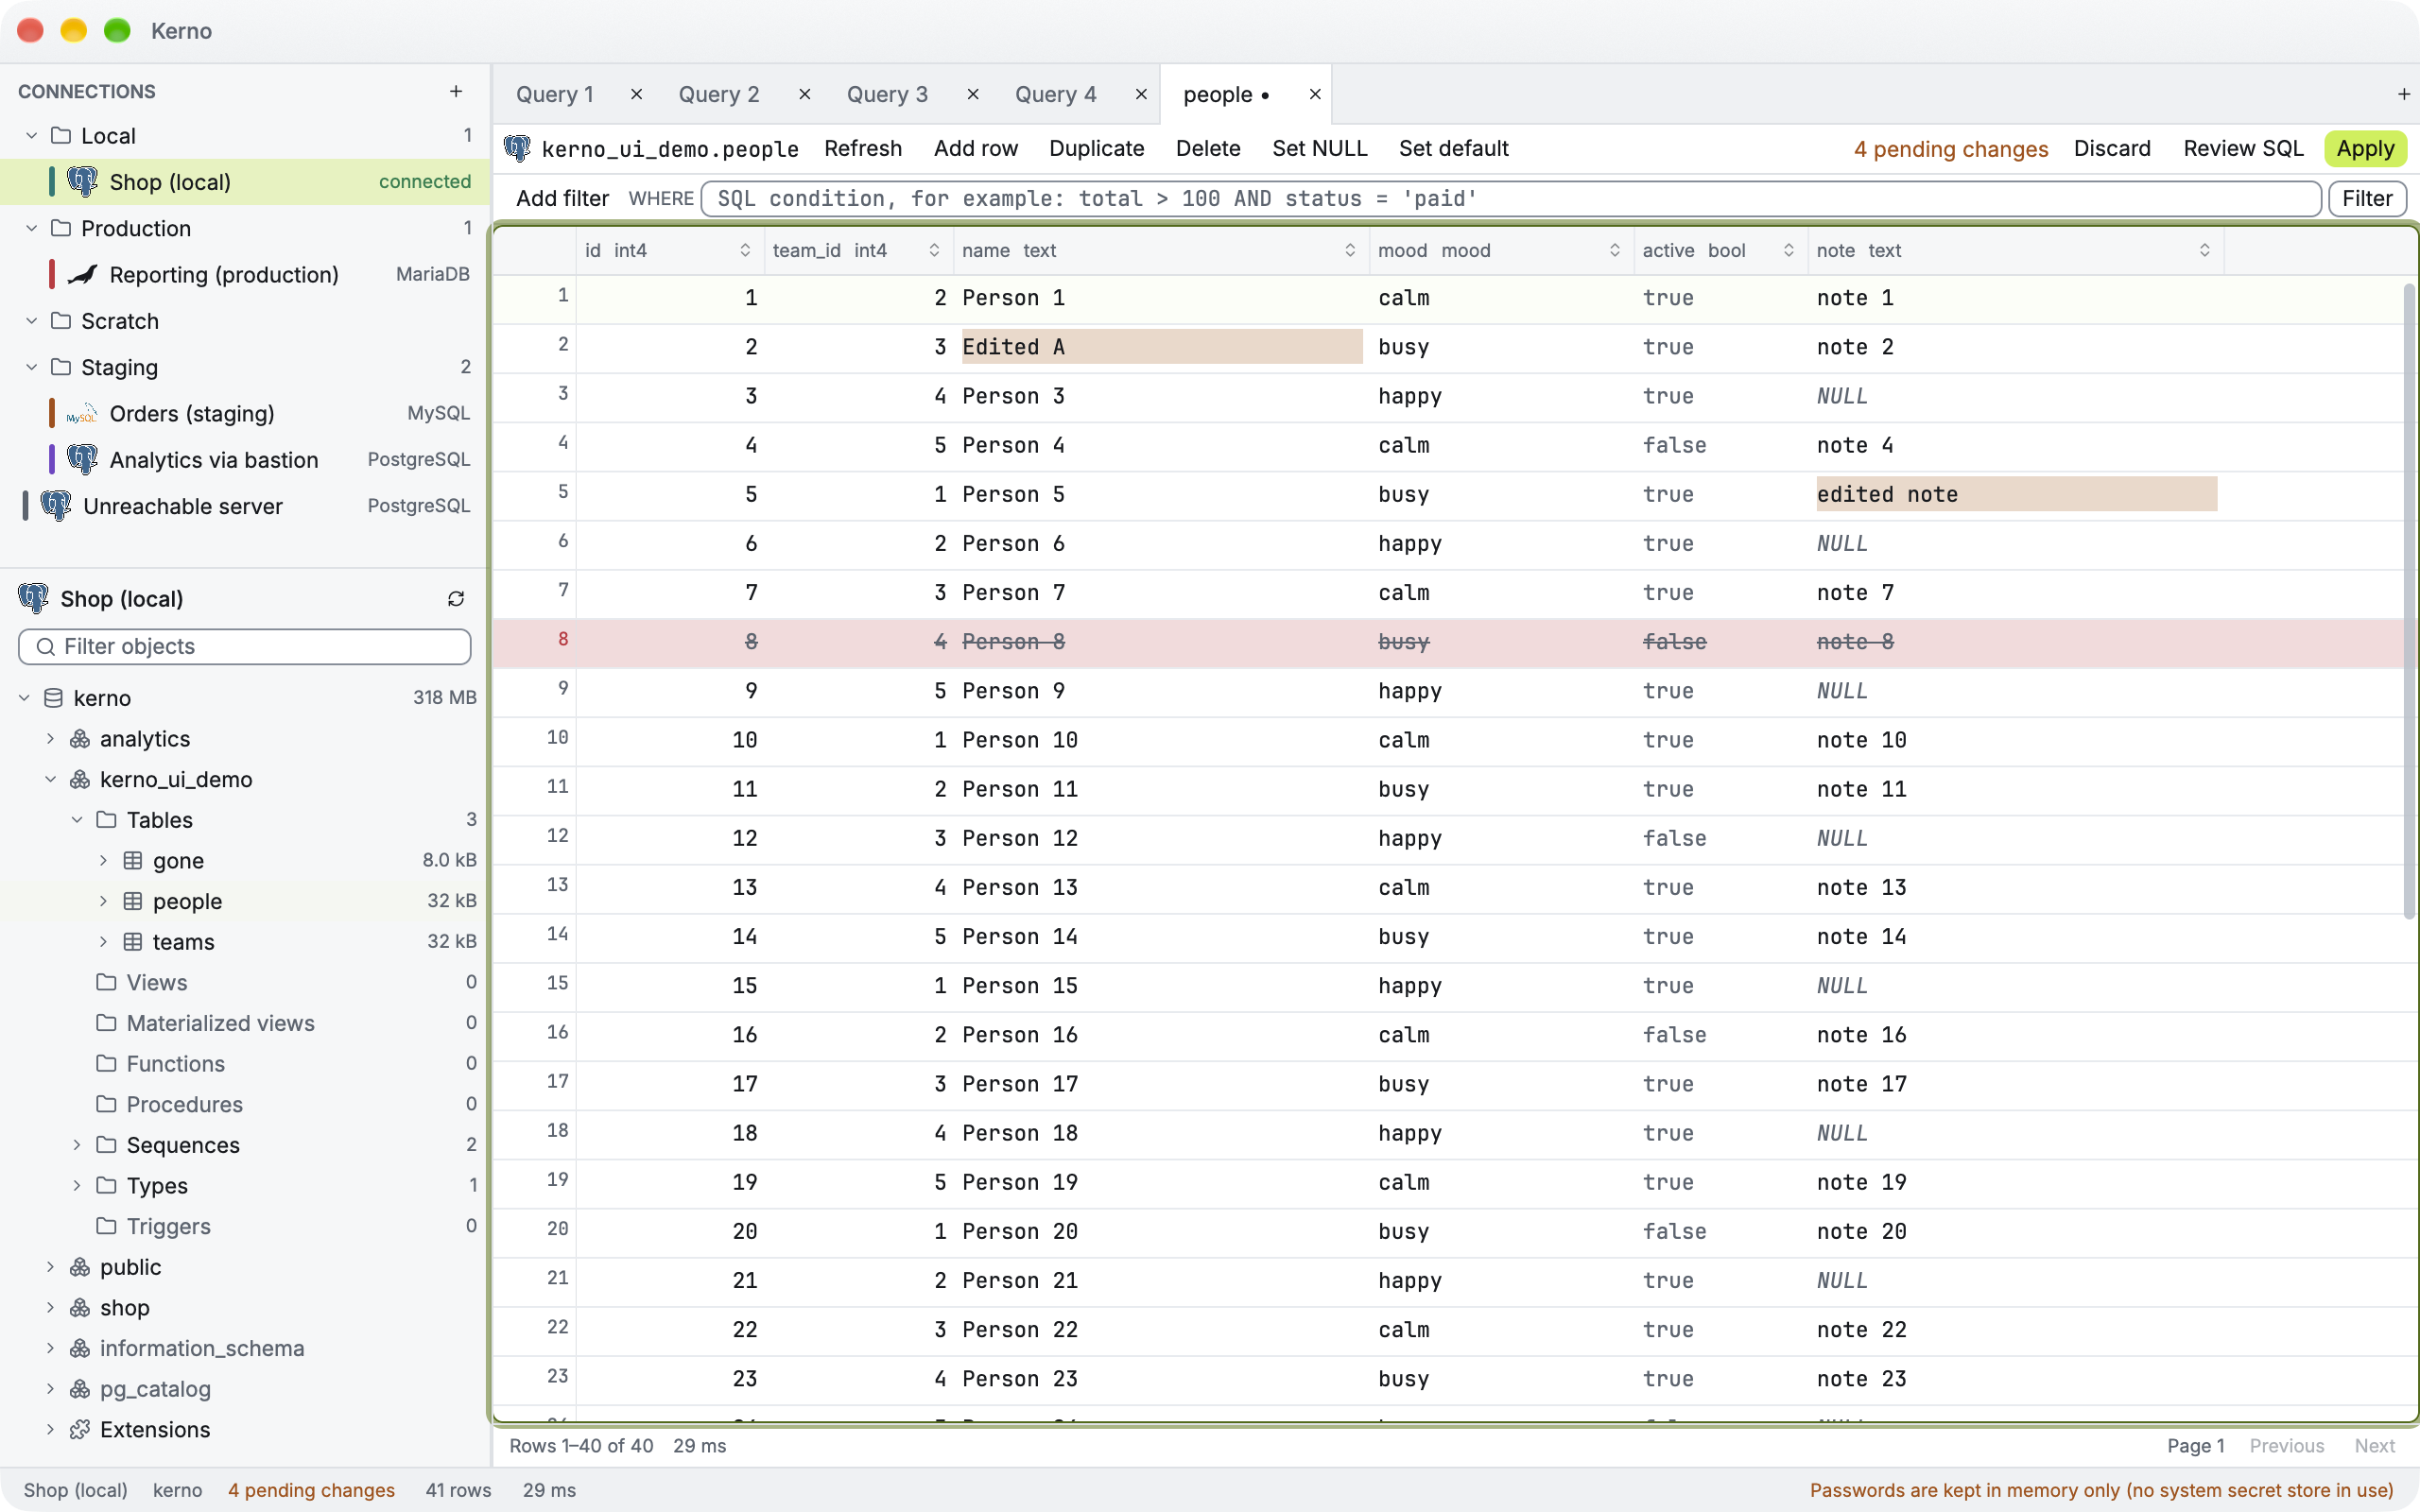 Kerno
CONNECTIONS
Local 1
Shop (local) connected
Production 1
Reporting (production) MariaDB
Scratch
Staging 2
MySQL Orders (staging) MySQL
Analytics via bastion PostgreSQL
Unreachable server PostgreSQL
Shop (local)
Filter objects
kerno 318 MB
analytics
kerno_ui_demo
Tables 3
gone 8.0 kB
people 32 kB
teams 32 kB
Views 0
Materialized views 0
Functions 0
Procedures 0
Sequences 2
Types 1
Triggers 0
public
shop
information_schema
pg_catalog
Extensions
Query 1 × Query 2 × Query 3 × Query 4 × people • × +
kerno_ui_demo.people Refresh Add row Duplicate Delete Set NULL Set default 4 pending changes Discard Review SQL Apply
Add filter WHERE SQL condition, for example: total > 100 AND status = 'paid' Filter
id int4 team_id int4 name text mood mood active bool note text
1 1 2 Person 1 calm true note 1
2 2 3 Edited A busy true note 2
3 3 4 Person 3 happy true NULL
4 4 5 Person 4 calm false note 4
5 5 1 Person 5 busy true edited note
6 6 2 Person 6 happy true NULL
7 7 3 Person 7 calm true note 7
8 8 4 Person 8 busy false note 8
9 9 5 Person 9 happy true NULL
10 10 1 Person 10 calm true note 10
11 11 2 Person 11 busy true note 11
12 12 3 Person 12 happy false NULL
13 13 4 Person 13 calm true note 13
14 14 5 Person 14 busy true note 14
15 15 1 Person 15 happy true NULL
16 16 2 Person 16 calm false note 16
17 17 3 Person 17 busy true note 17
18 18 4 Person 18 happy true NULL
19 19 5 Person 19 calm true note 19
20 20 1 Person 20 busy false note 20
21 21 2 Person 21 happy true NULL
22 22 3 Person 22 calm true note 22
23 23 4 Person 23 busy true note 23
Rows 1–40 of 40 29 ms Page 1 Previous Next
Shop (local) kerno 4 pending changes 41 rows 29 ms Passwords are kept in memory only (no system secret store in use)